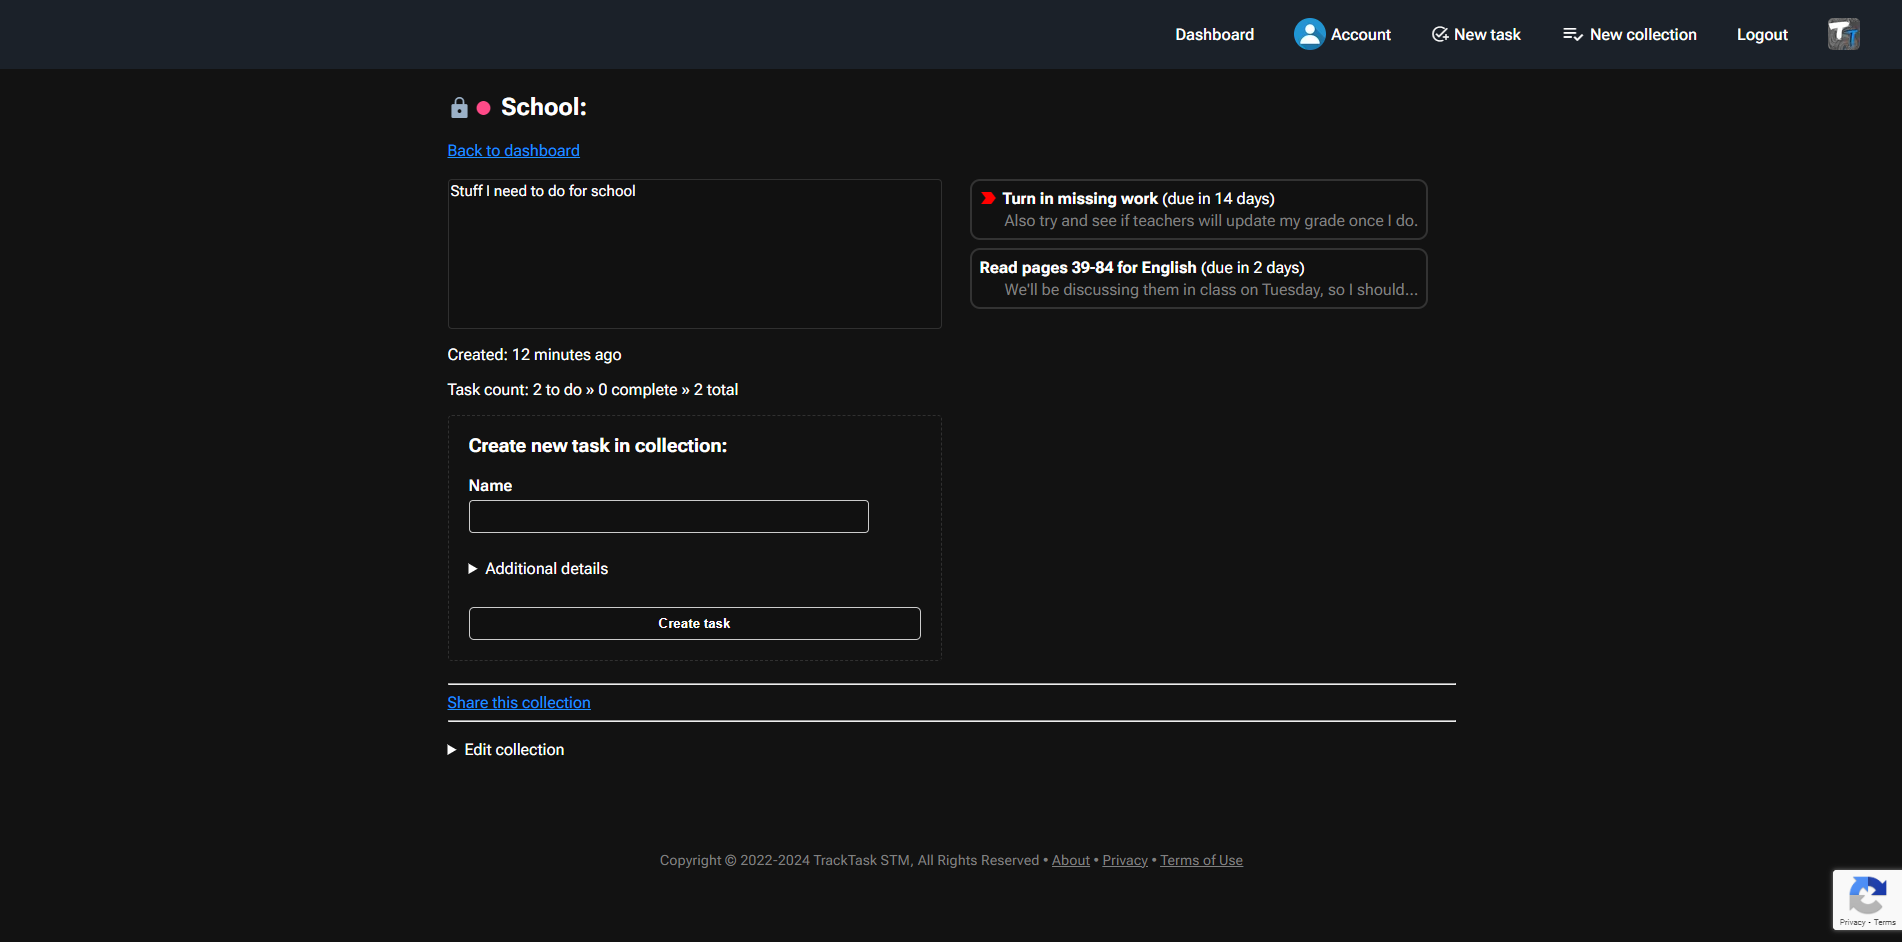 Dashboard
Account
New task
New collection
Logout
TT
School:
Back to dashboard
Stuff I need to do for school
Turn in missing work (due in 14 days)
Also try and see if teachers will update my grade once I do.
Read pages 39-84 for English (due in 2 days)
We'll be discussing them in class on Tuesday, so I should...
Created: 12 minutes ago
Task count: 2 to do » 0 complete » 2 total
Create new task in collection:
Name
Additional details
Create task
Share this collection
Edit collection
Copyright © 2022-2024 TrackTask STM, All Rights Reserved • About • Privacy • Terms of Use
Privacy - Terms